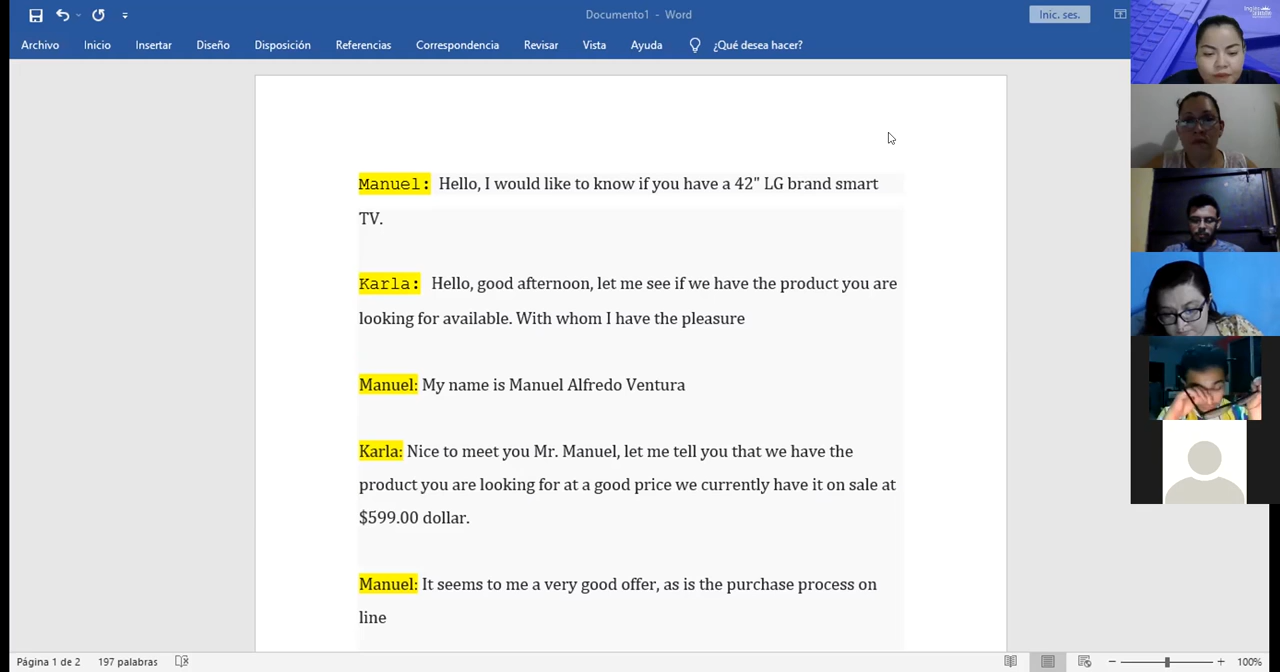 Documento1 - Word
Inic. ses.
Archivo Inicio Insertar Diseño Disposición Referencias Correspondencia Revisar Vista Ayuda ¿Qué desea hacer?
Manuel: Hello, I would like to know if you have a 42" LG brand smart
TV.
Karla: Hello, good afternoon, let me see if we have the product you are
looking for available. With whom I have the pleasure
Manuel: My name is Manuel Alfredo Ventura
Karla: Nice to meet you Mr. Manuel, let me tell you that we have the
product you are looking for at a good price we currently have it on sale at
$599.00 dollar.
Manuel: It seems to me a very good offer, as is the purchase process on
line
Página 1 de 2 197 palabras 100%